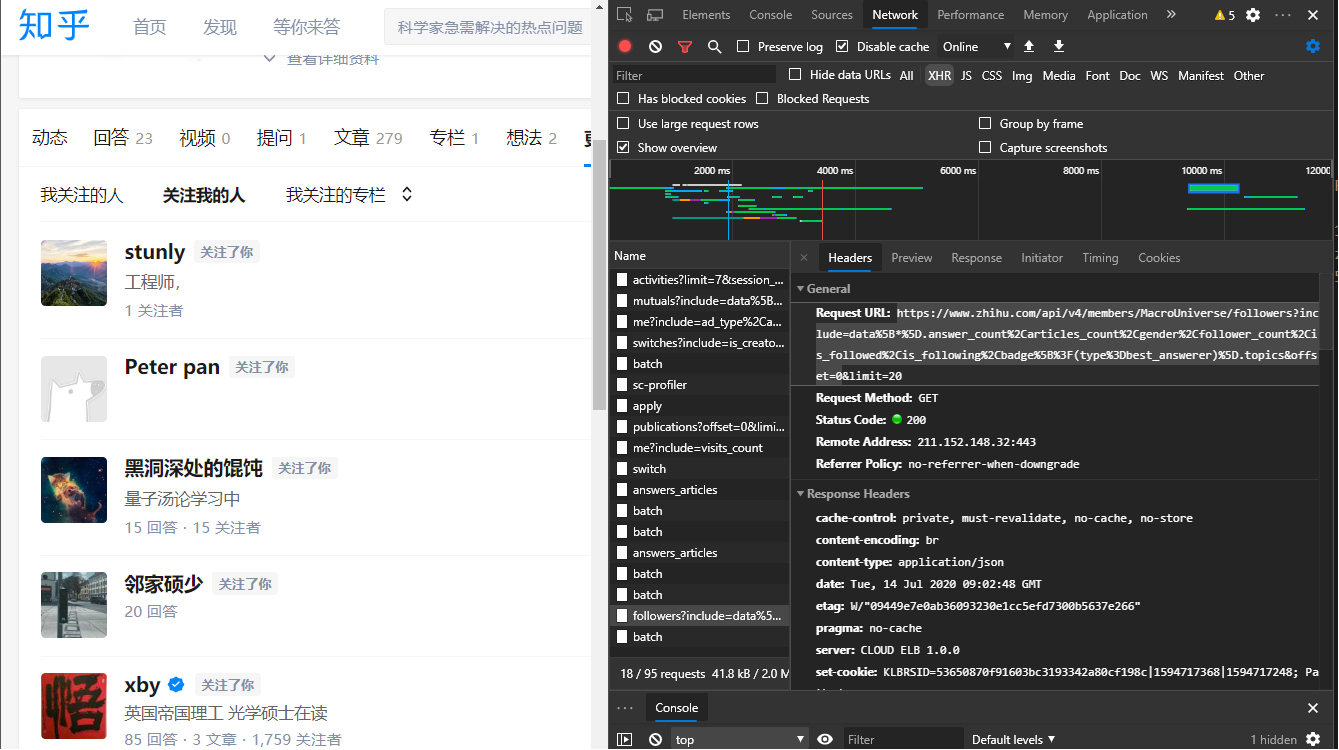 知乎
首页
发现
等你来答
科学家急需解决的热点问题
查看详细资料
动态
回答 23
视频 0
提问 1
文章 279
专栏 1
想法 2
我关注的人
关注我的人
我关注的专栏
stunly
关注了你
工程师,
1 关注者
Peter pan
关注了你
黑洞深处的馄饨
关注了你
量子汤论学习中
15 回答 · 15 关注者
邻家硕少
关注了你
20 回答
xby
关注了你
英国帝国理工 光学硕士在读
85 回答 · 3 文章 · 1,759 关注者
Elements
Console
Sources
Network
Performance
Memory
Application
5
Preserve log
Disable cache
Online
Filter
Hide data URLs
All
XHR
JS
CSS
Img
Media
Font
Doc
WS
Manifest
Other
Has blocked cookies
Blocked Requests
Use large request rows
Group by frame
Show overview
Capture screenshots
2000 ms
4000 ms
6000 ms
8000 ms
10000 ms
12000
Name
activities?limit=7&session_...
mutuals?include=data%5B...
me?include=ad_type%2Ca...
switches?include=is_creato...
batch
sc-profiler
apply
publications?offset=0&limi...
me?include=visits_count
switch
answers_articles
batch
batch
answers_articles
batch
batch
followers?include=data%5...
batch
18 / 95 requests
41.8 kB / 2.0 M
Headers
Preview
Response
Initiator
Timing
Cookies
General
Request URL: https://www.zhihu.com/api/v4/members/MacroUniverse/followers?inc
lude=data%5B*%5D.answer_count%2Carticles_count%2Cgender%2Cfollower_count%2Ci
s_followed%2Cis_following%2Cbadge%5B%3F(type%3Dbest_answerer)%5D.topics&offs
et=0&limit=20
Request Method: GET
Status Code: 200
Remote Address: 211.152.148.32:443
Referrer Policy: no-referrer-when-downgrade
Response Headers
cache-control: private, must-revalidate, no-cache, no-store
content-encoding: br
content-type: application/json
date: Tue, 14 Jul 2020 09:02:48 GMT
etag: W/"09449e7e0ab36093230e1cc5efd7300b5637e266"
pragma: no-cache
server: CLOUD ELB 1.0.0
set-cookie: KLBRSID=53650870f91603bc3193342a80cf198c|1594717368|1594717248; Pa
Console
top
Filter
Default levels
1 hidden